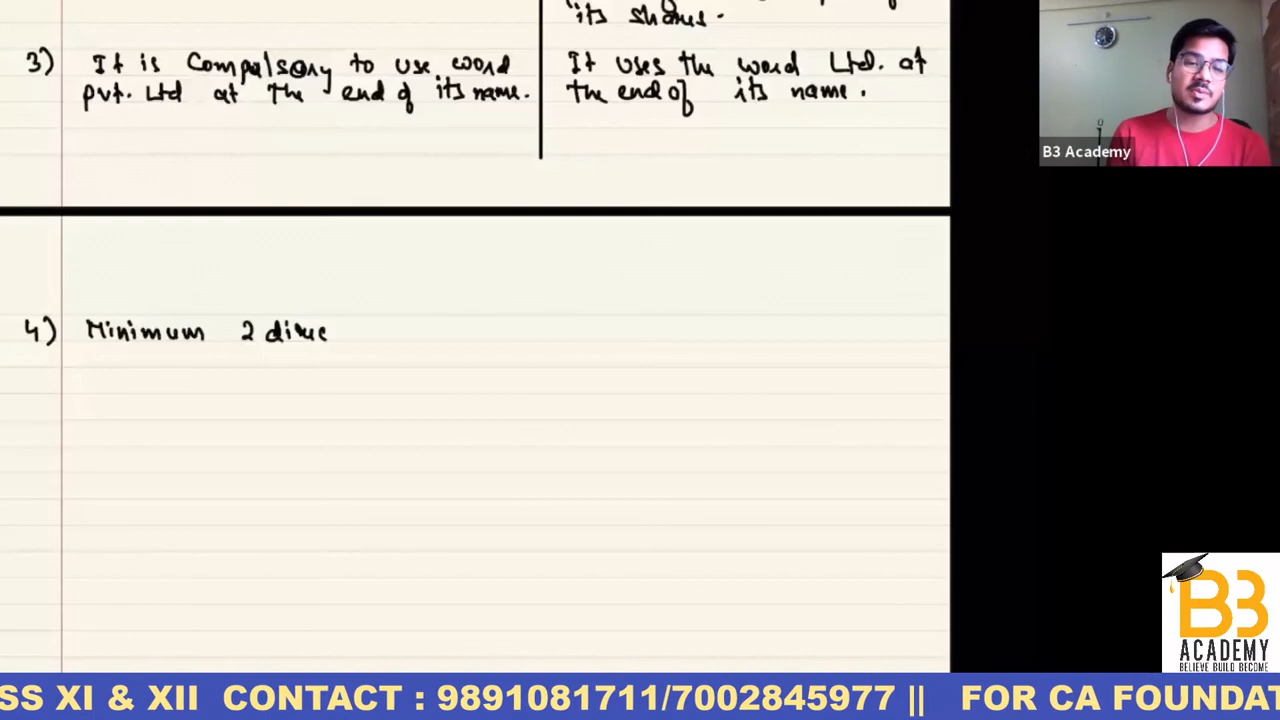 its shares.
3) It is Compulsory to use word
pvt. Ltd at the end of its name.
It uses the word Ltd. at
the end of its name.
4) Minimum 2 direc
B3 Academy
B3
ACADEMY
BELIEVE BUILD BECOME
SS XI & XII CONTACT : 9891081711/7002845977 || FOR CA FOUNDAT